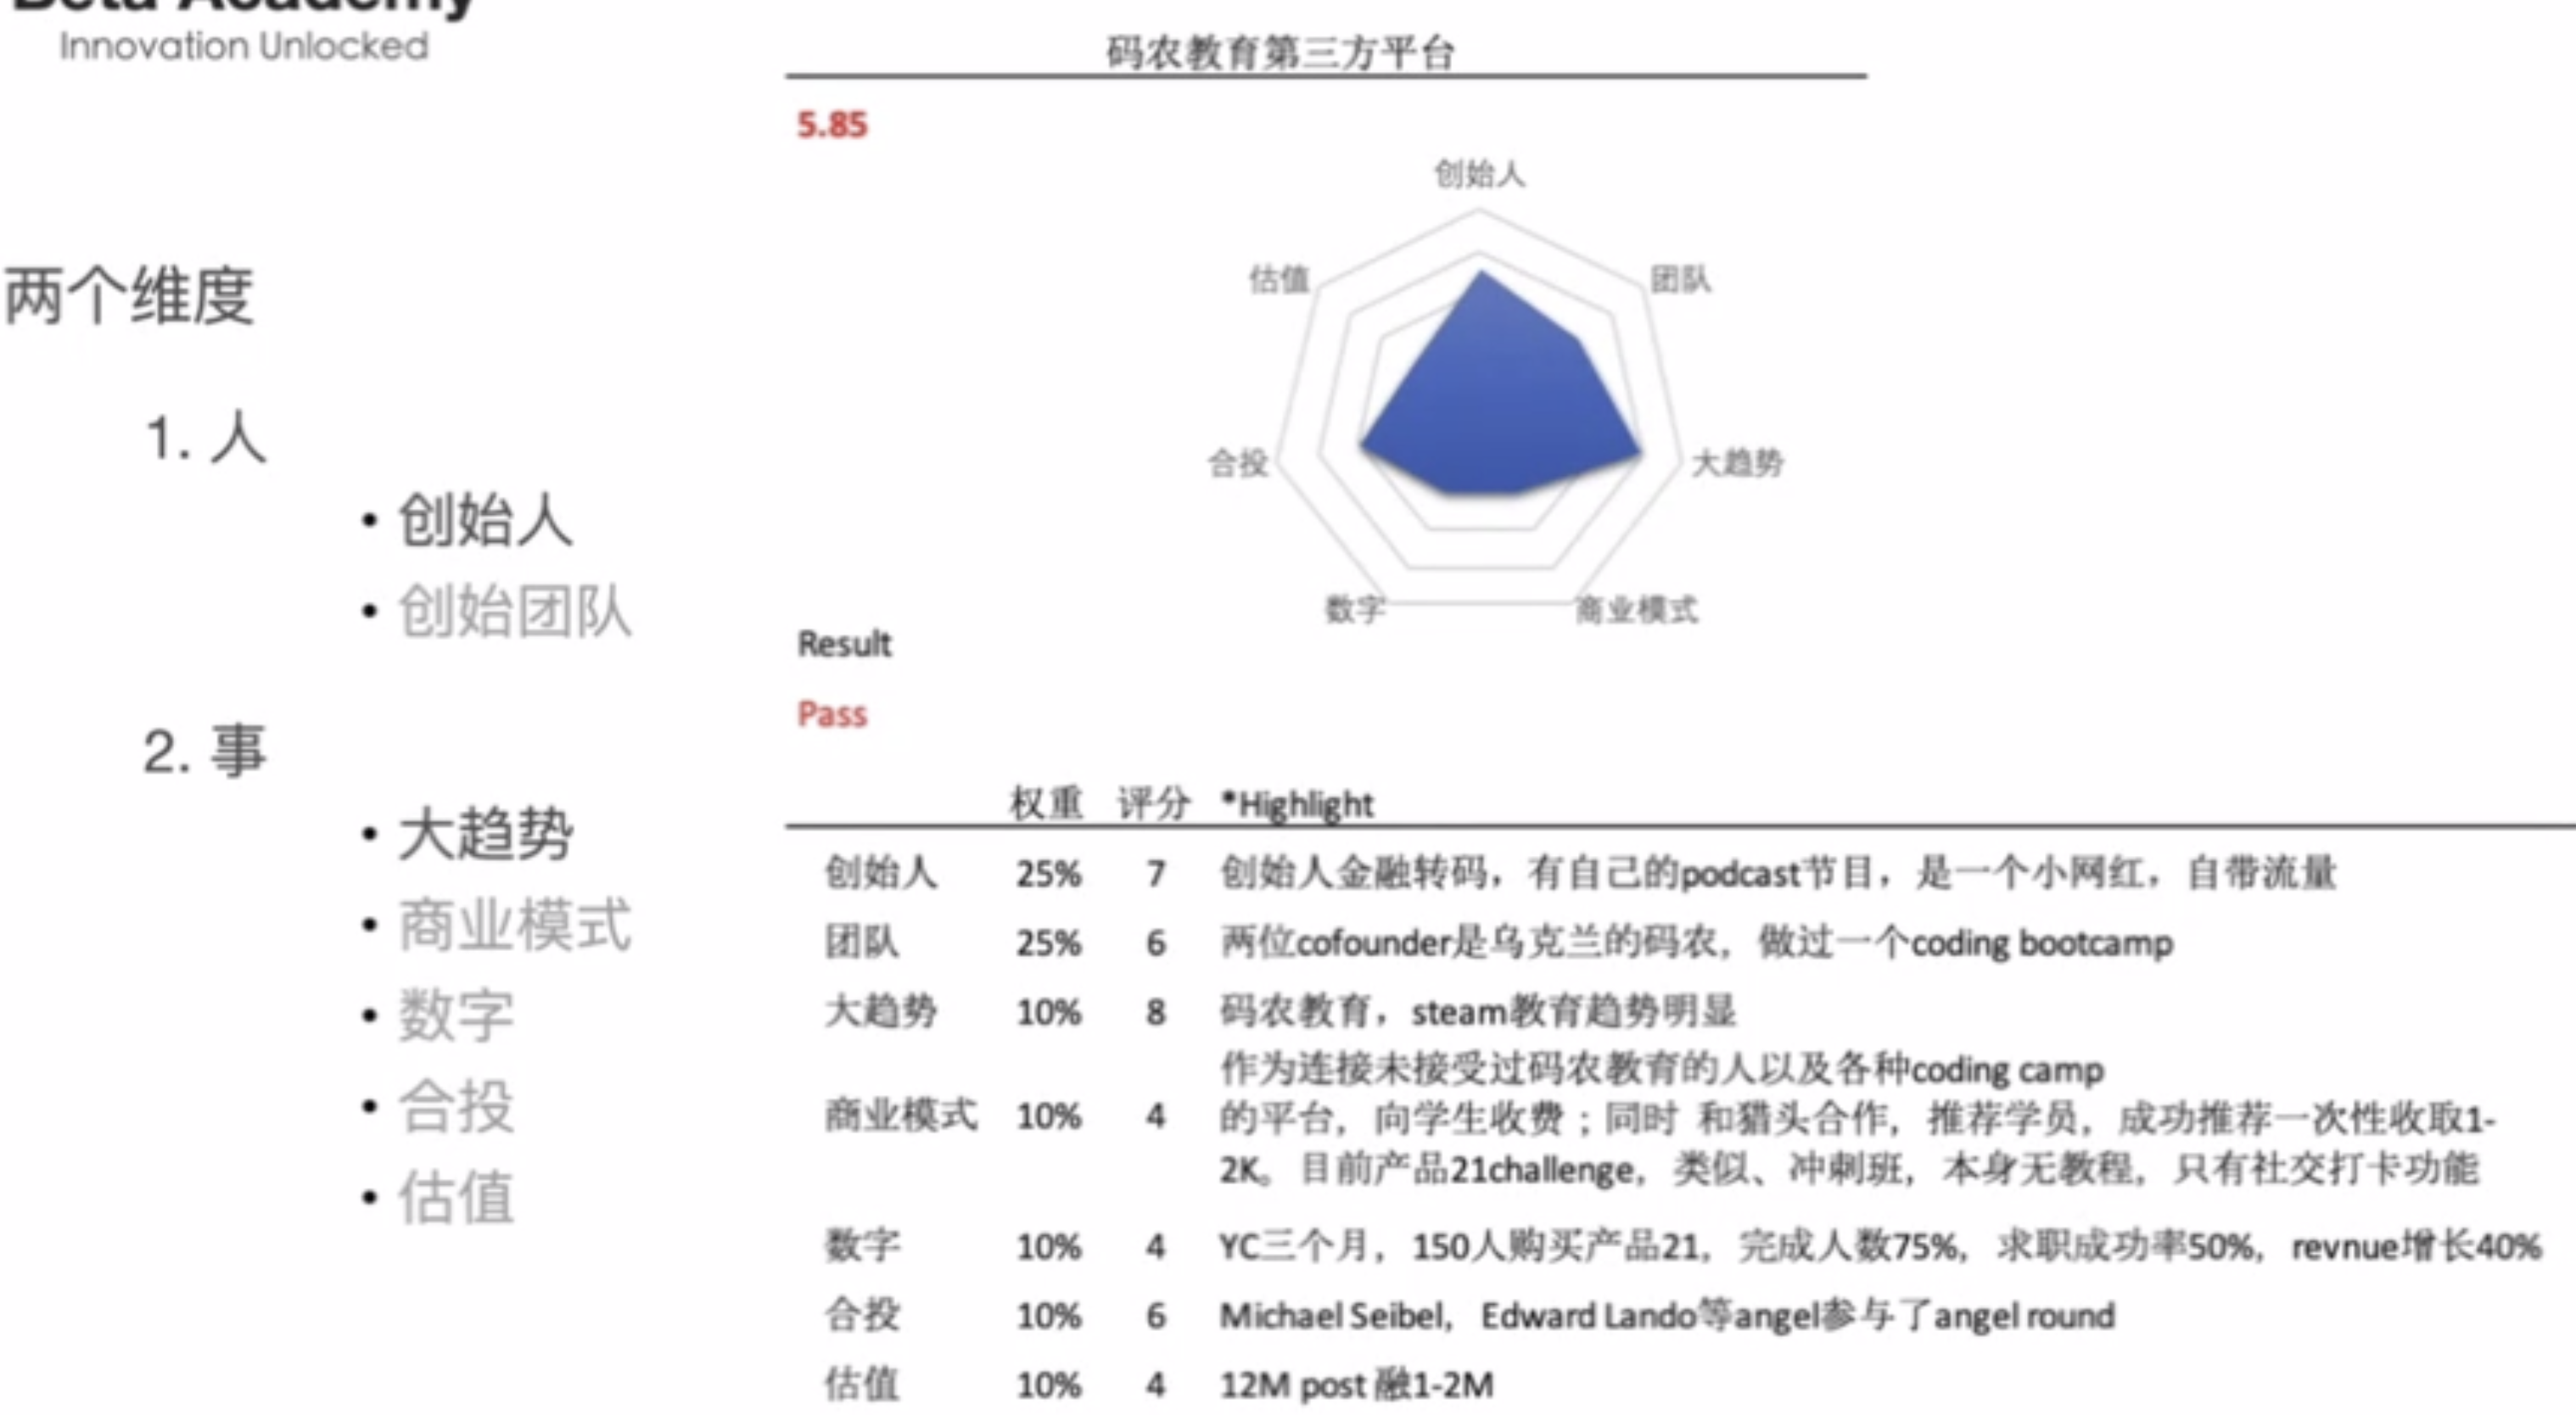 Beta Academy
Innovation Unlocked
两个维度
1. 人
• 创始人
• 创始团队
2. 事
• 大趋势
• 商业模式
• 数字
• 合投
• 估值
码农教育第三方平台
5.85
创始人
估值
团队
合投
大趋势
数字
商业模式
Result
Pass
权重 评分 *Highlight
创始人 25% 7 创始人金融转码，有自己的podcast节目，是一个小网红，自带流量
团队 25% 6 两位cofounder是乌克兰的码农，做过一个coding bootcamp
大趋势 10% 8 码农教育，steam教育趋势明显
作为连接未接受过码农教育的人以及各种coding camp
商业模式 10% 4 的平台，向学生收费；同时 和猎头合作，推荐学员，成功推荐一次性收取1-
2K。目前产品21challenge，类似、冲刺班，本身无教程，只有社交打卡功能
数字 10% 4 YC三个月，150人购买产品21，完成人数75%，求职成功率50%，revnue增长40%
合投 10% 6 Michael Seibel，Edward Lando等angel参与了angel round
估值 10% 4 12M post 融1-2M